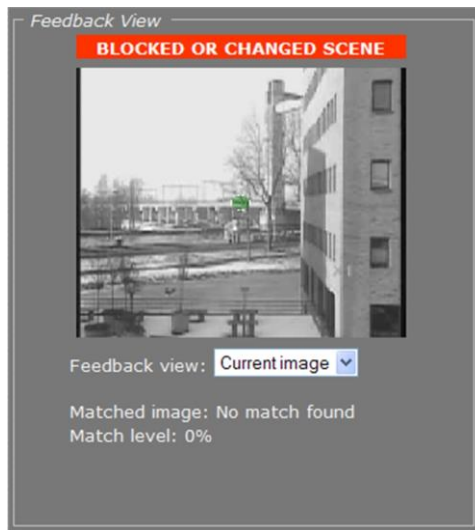 Feedback View
BLOCKED OR CHANGED SCENE
Feedback view: Current image
Matched image: No match found
Match level: 0%